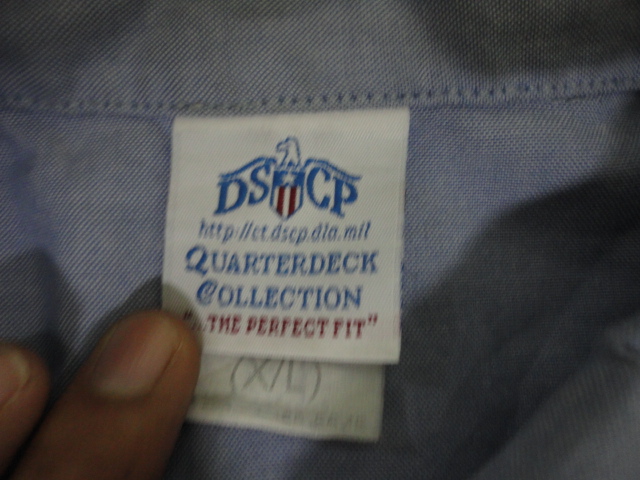 DSCP
http://ct.dscp.dla.mil
QUARTERDECK
COLLECTION
"...THE PERFECT FIT"
(X/L)